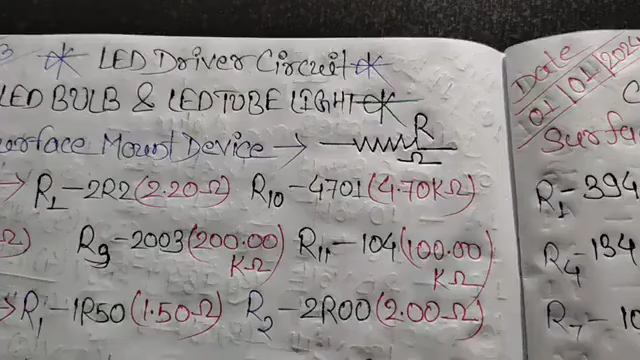 * LED Driver Circuit *
LED BULB & LED TUBE LIGHT *
urface Mount Device → R
Ω
→ R1 - 2R2 (2.20Ω) R10 - 4701 (4.70KΩ)
Ω) R9 - 2003 (200.00 KΩ) R11 - 104 (100.00 KΩ)
→ R1 - 1R50 (1.50Ω) R2 - 2R00 (2.00Ω)
Date
01/04/2024
C
Surfa
R1 - 394
R4 - 134
R7 - 10